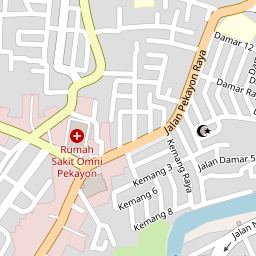 Damar 12
Damar Ra
Jalan Pekayon Raya
Rumah
Sakit Omni
Pekayon
Kemang Raya
Jalan Damar 5
Kemang 3
Kemang 6
Kemang 8
Jalan N